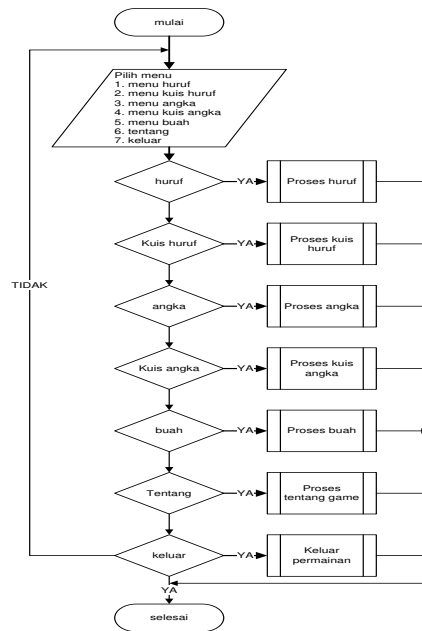 mulai
Pilih menu
1. menu huruf
2. menu kuis huruf
3. menu angka
4. menu kuis angka
5. menu buah
6. tentang
7. keluar
huruf
YA
Proses huruf
Kuis huruf
YA
Proses kuis
huruf
TIDAK
angka
YA
Proses angka
Kuis angka
YA
Proses kuis
angka
buah
YA
Proses buah
Tentang
YA
Proses
tentang game
keluar
YA
Keluar
permainan
YA
selesai